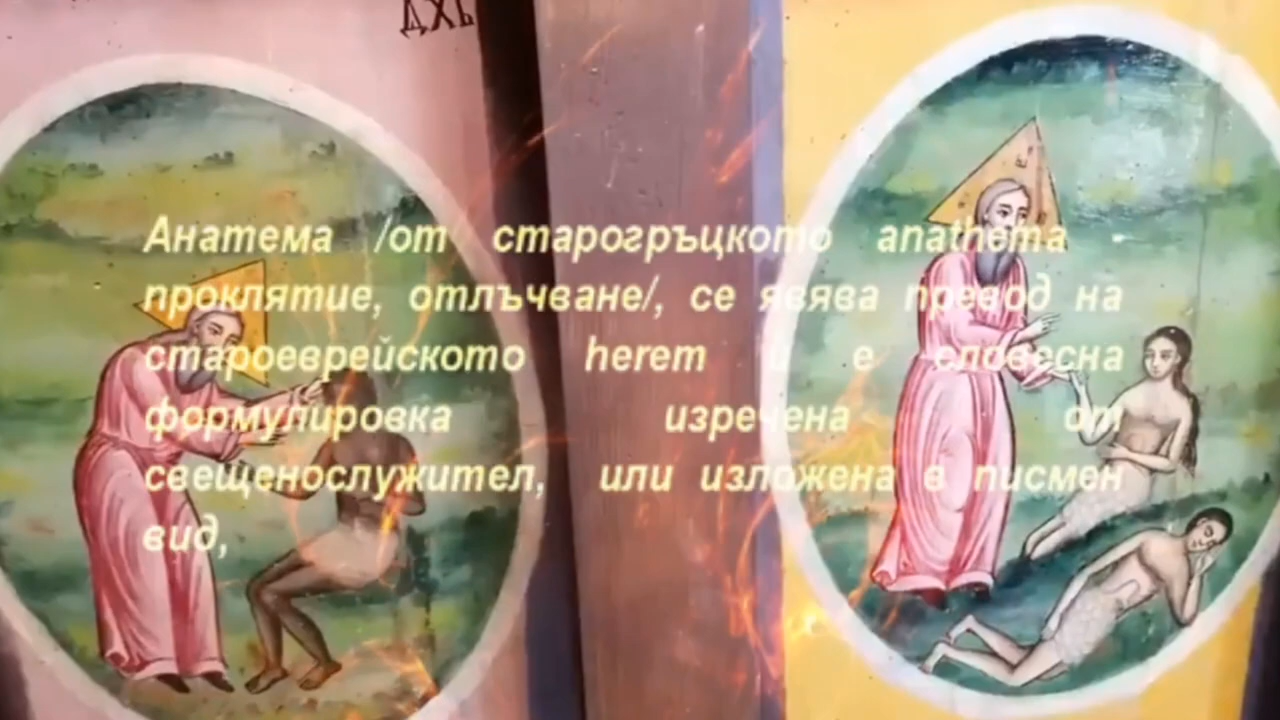 ДХЬ
Анатема /от старогръцкото anathema
проклятие, отлъчване/, се явява превод на
староеврейското herem и е словесна
формулировка изречена от
свещенослужител, или изложена в писмен
вид,